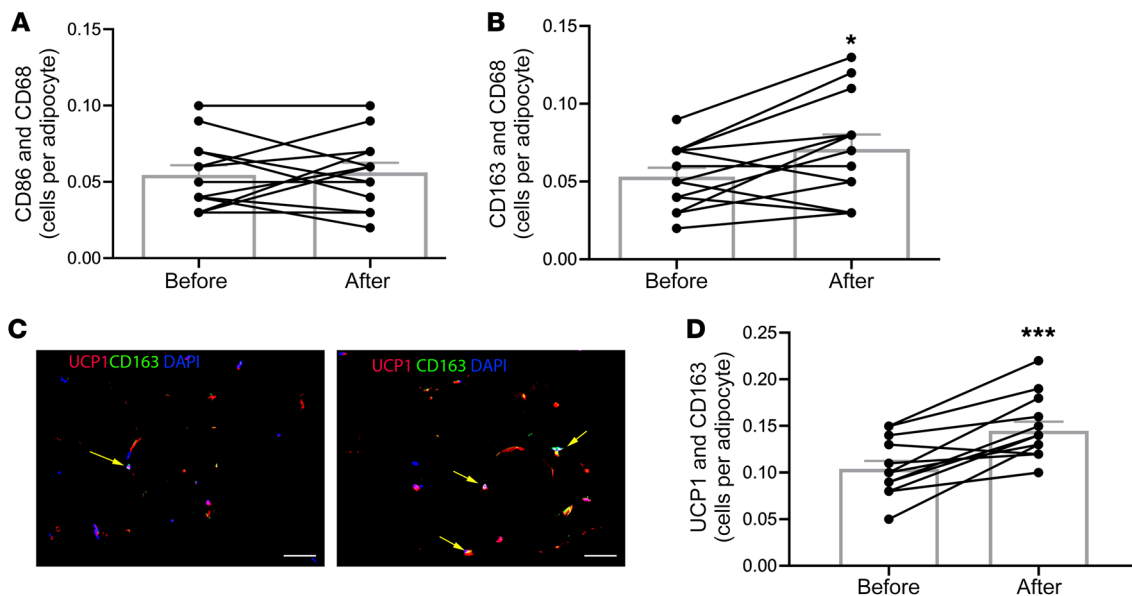 A
CD86 and CD68
(cells per adipocyte)
0.15
0.10
0.05
0.00
Before
After
B
CD163 and CD68
(cells per adipocyte)
0.15
0.10
0.05
0.00
*
Before
After
C
UCP1 CD163 DAPI
UCP1 CD163 DAPI
D
UCP1 and CD163
(cells per adipocyte)
0.25
0.20
0.15
0.10
0.05
0.00
***
Before
After